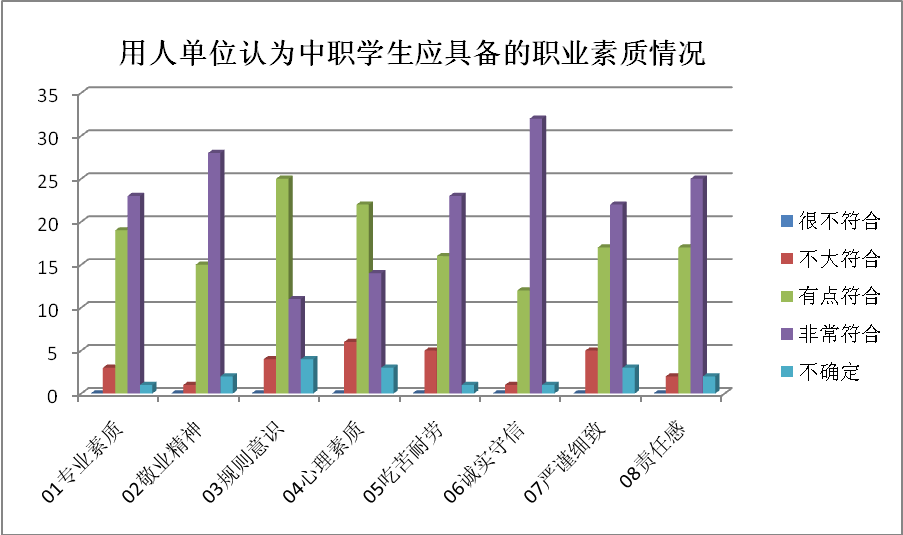 用人单位认为中职学生应具备的职业素质情况
35
30
25
20
15
10
5
0
01专业素质
02敬业精神
03规则意识
04心理素质
05吃苦耐劳
06诚实守信
07严谨细致
08责任感
很不符合
不大符合
有点符合
非常符合
不确定